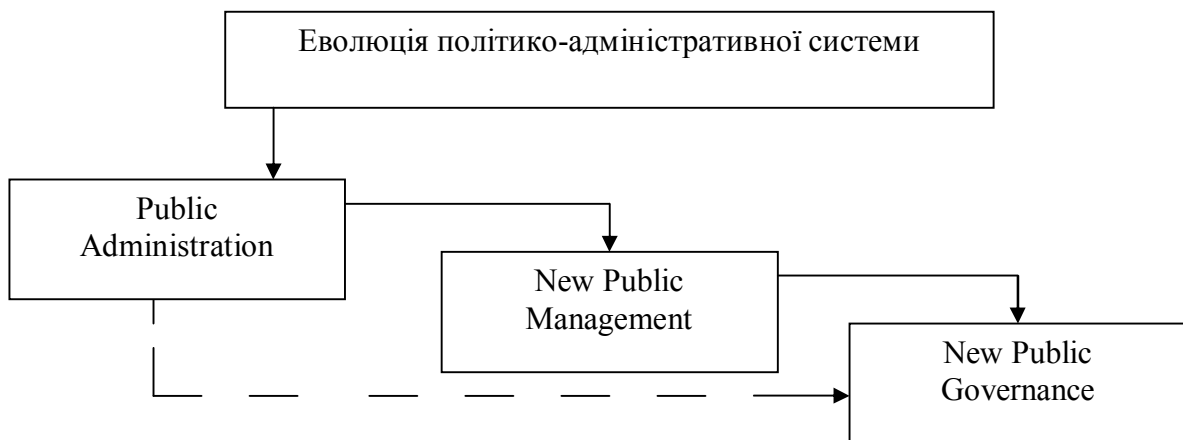 Еволюція політико-адміністративної системи
Public
Administration
New Public
Management
New Public
Governance